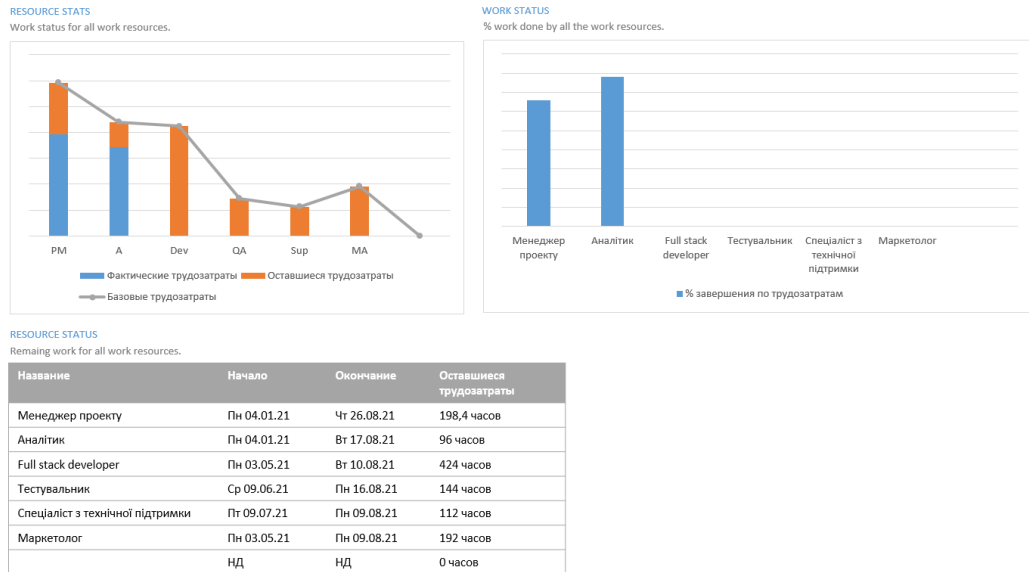 RESOURCE STATS
Work status for all work resources.
PM A Dev QA Sup MA
Фактические трудозатраты Оставшиеся трудозатраты
Базовые трудозатраты
WORK STATUS
% work done by all the work resources.
Менеджер Аналітик Full stack Тестувальник Спеціаліст з Маркетолог
проекту developer технічної
підтримки
% завершения по трудозатратам
RESOURCE STATUS
Remaing work for all work resources.
Название Начало Окончание Оставшиеся
трудозатраты
Менеджер проекту Пн 04.01.21 Чт 26.08.21 198,4 часов
Аналітик Пн 04.01.21 Вт 17.08.21 96 часов
Full stack developer Пн 03.05.21 Вт 10.08.21 424 часов
Тестувальник Ср 09.06.21 Пн 16.08.21 144 часов
Спеціаліст з технічної підтримки Пт 09.07.21 Пн 09.08.21 112 часов
Маркетолог Пн 03.05.21 Пн 09.08.21 192 часов
НД НД 0 часов